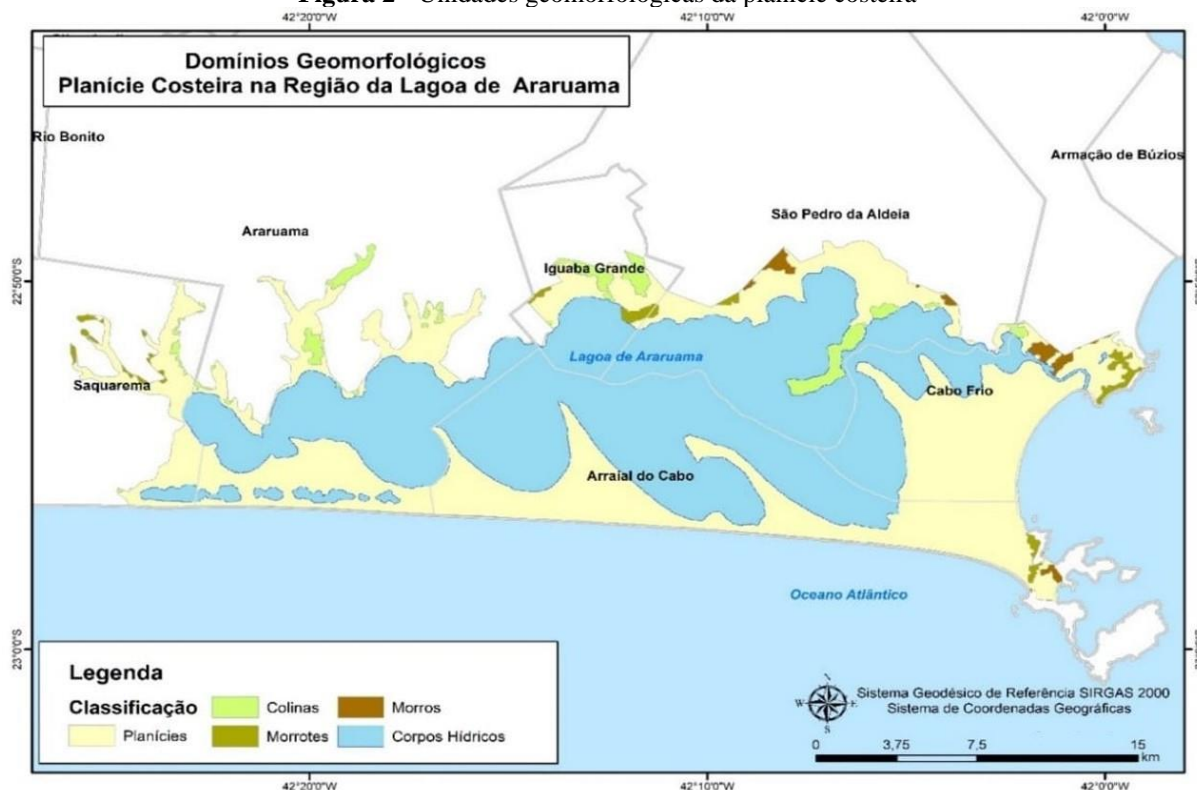 Figura 2 - Unidades geomorfológicas da planície costeira
42°20'0"W 42°10'0"W 42°0'0"W
Domínios Geomorfológicos
Planície Costeira na Região da Lagoa de Araruama
Rio Bonito
Armação de Búzios
São Pedro da Aldeia
Araruama
Iguaba Grande
22°50'0"S
Lagoa de Araruama
Saquarema
Cabo Frio
Arraial do Cabo
Oceano Atlântico
23°0'0"S
Legenda
Classificação
Colinas
Morros
Planícies
Morrotes
Corpos Hídricos
N
W E
S
Sistema Geodésico de Referência SIRGAS 2000
Sistema de Coordenadas Geográficas
0 3,75 7,5 15
km
42°20'0"W 42°10'0"W 42°0'0"W